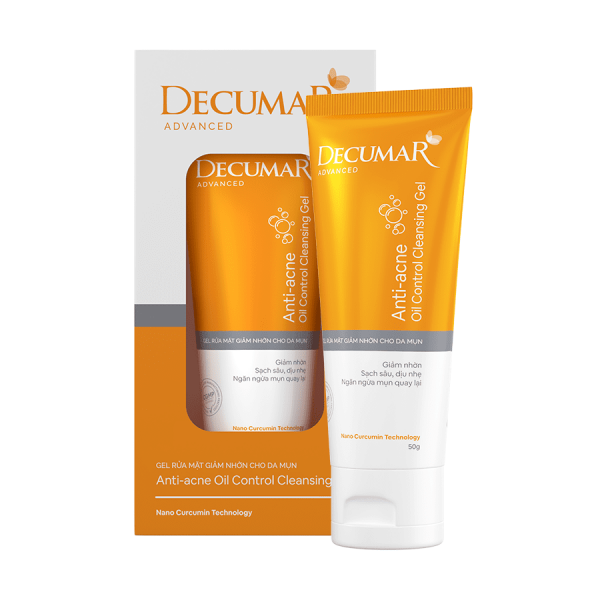 DECUMAR
ADVANCED
DECUMAR
ADVANCED
Anti-acne
Oil Control Cleansing Gel
GEL RỬA MẶT GIẢM NHỜN CHO DA MỤN
Giảm nhờn
Sạch sâu, dịu nhẹ
Ngăn ngừa mụn quay lại
Nano Curcumin Technology
GEL RỬA MẶT GIẢM NHỜN CHO DA MỤN
Anti-acne Oil Control Cleansing
Nano Curcumin Technology
DECUMAR
ADVANCED
Anti-acne
Oil Control Cleansing Gel
GEL RỬA MẶT GIẢM NHỜN CHO DA MỤN
Giảm nhờn
Sạch sâu, dịu nhẹ
Ngăn ngừa mụn quay lại
Nano Curcumin Technology
50g